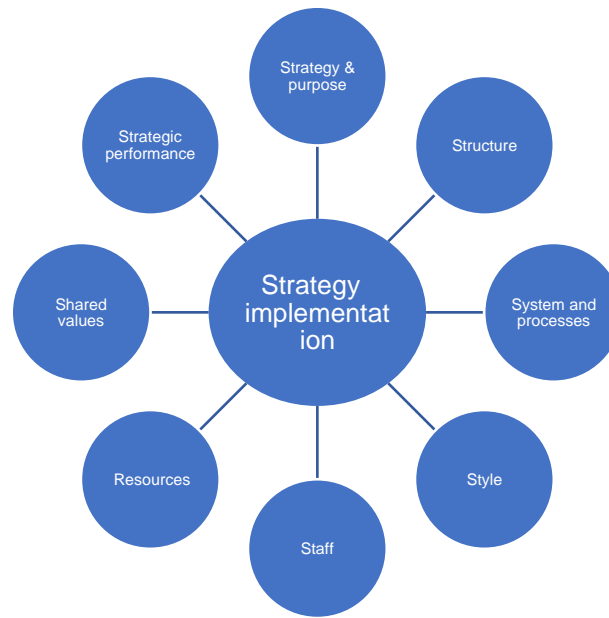 Strategy &
purpose
Structure
System and
processes
Style
Staff
Resources
Shared
values
Strategic
performance
Strategy
implementat
ion